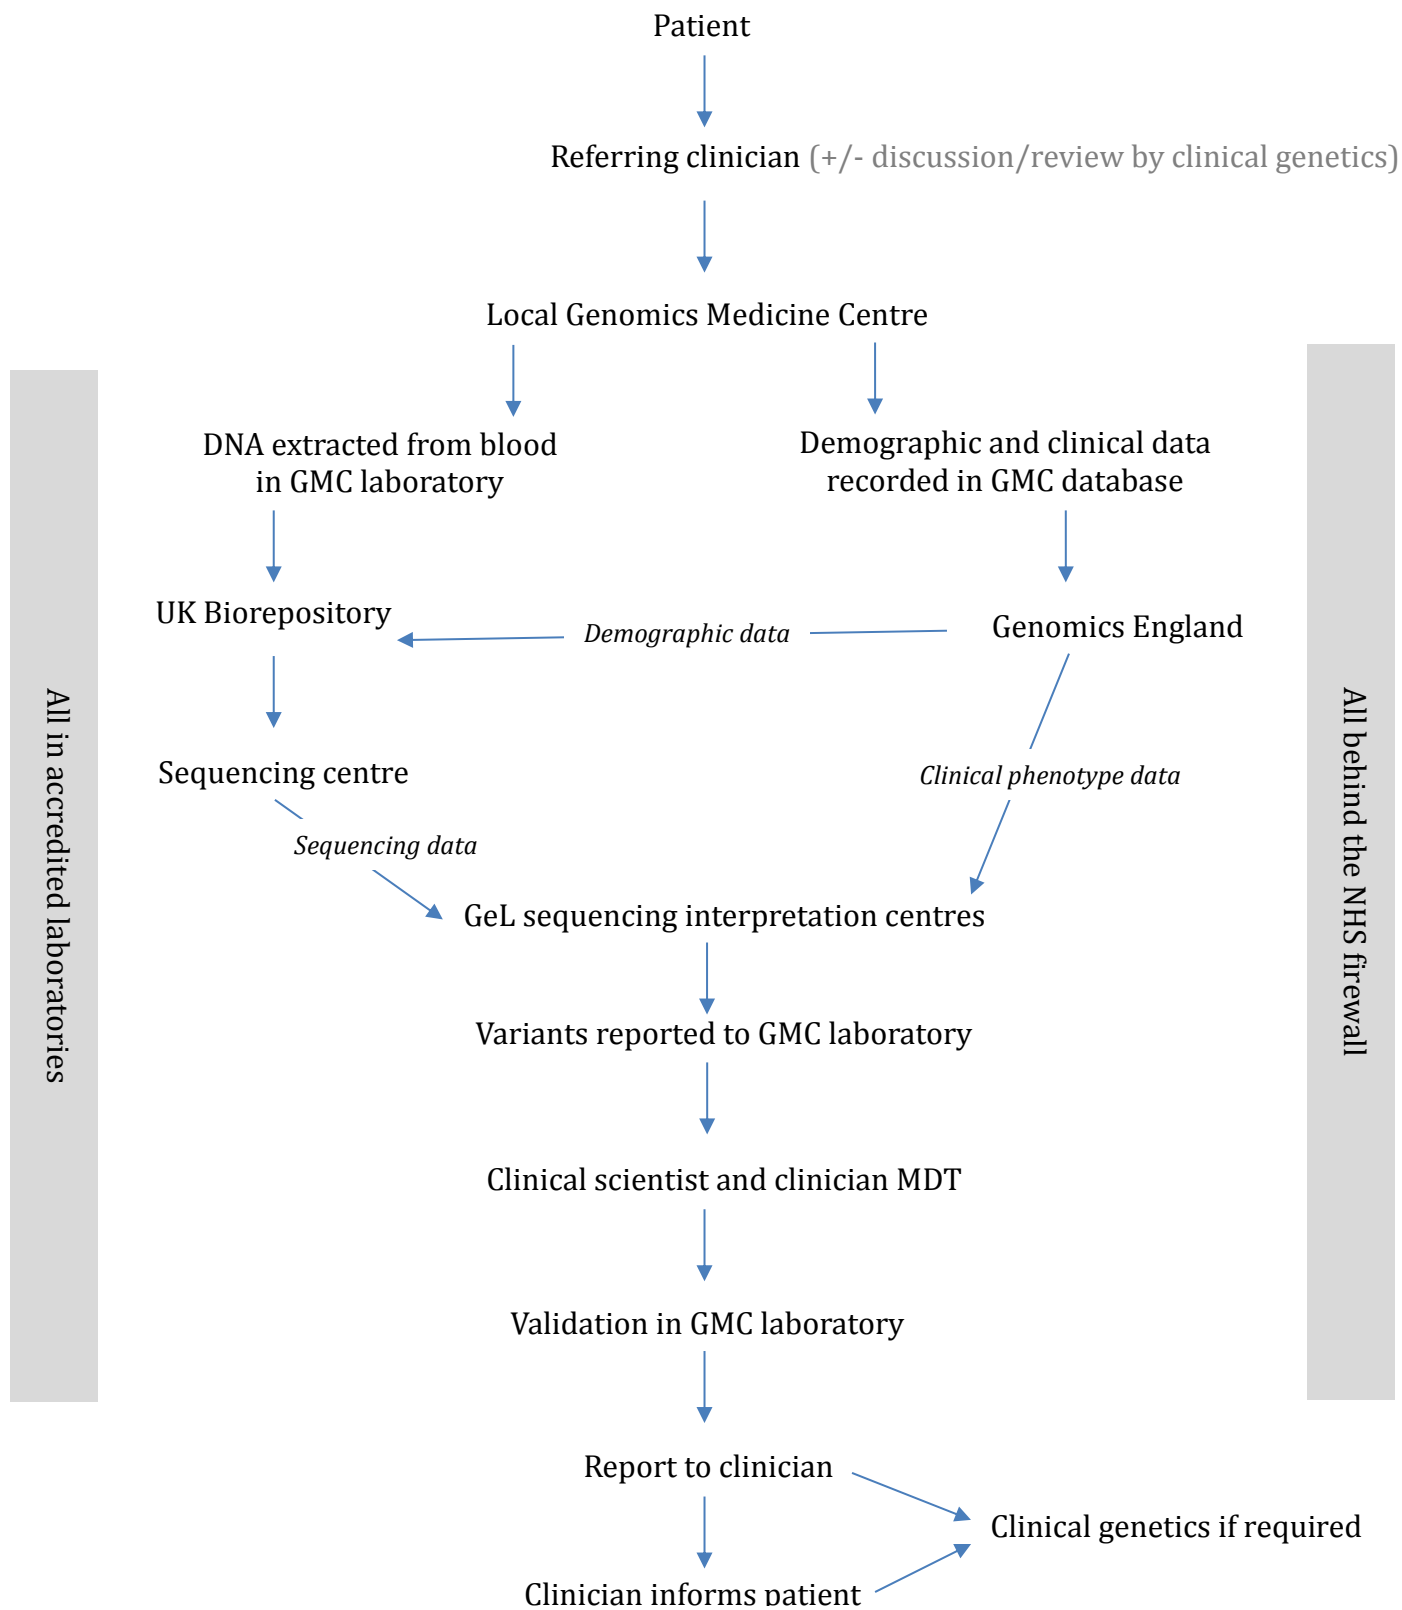 Patient
Referring clinician (+/- discussion/review by clinical genetics)
Local Genomics Medicine Centre
DNA extracted from blood
in GMC laboratory
Demographic and clinical data
recorded in GMC database
UK Biorepository
Demographic data
Genomics England
Sequencing centre
Clinical phenotype data
Sequencing data
GeL sequencing interpretation centres
Variants reported to GMC laboratory
Clinical scientist and clinician MDT
Validation in GMC laboratory
Report to clinician
Clinical genetics if required
Clinician informs patient
All in accredited laboratories
All behind the NHS firewall